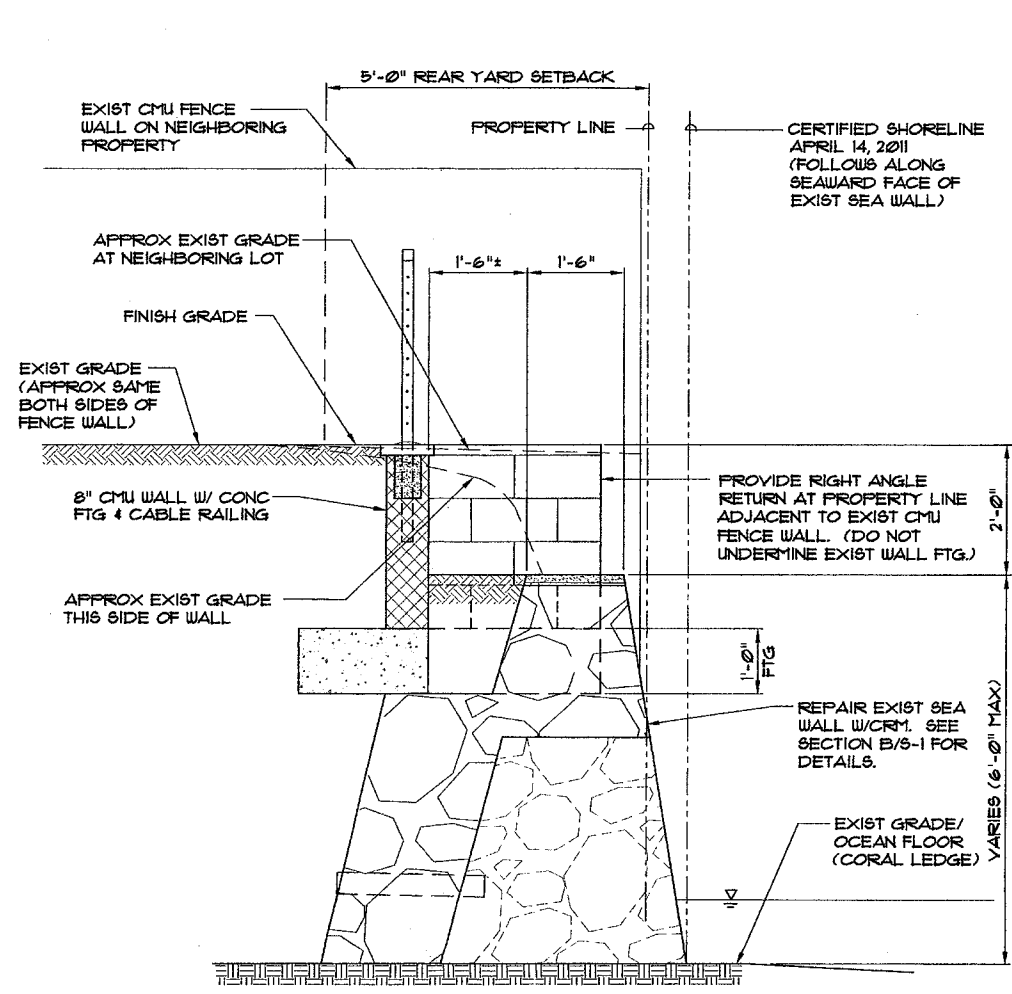 5'-0" REAR YARD SETBACK
EXIST CMU FENCE
WALL ON NEIGHBORING
PROPERTY
PROPERTY LINE
CERTIFIED SHORELINE
APRIL 14, 2011
(FOLLOWS ALONG
SEAWARD FACE OF
EXIST SEA WALL)
APPROX EXIST GRADE
AT NEIGHBORING LOT
1'-6"±
1'-6"
FINISH GRADE
EXIST GRADE
(APPROX SAME
BOTH SIDES OF
FENCE WALL)
8" CMU WALL W/ CONC
FTG & CABLE RAILING
PROVIDE RIGHT ANGLE
RETURN AT PROPERTY LINE
ADJACENT TO EXIST CMU
FENCE WALL. (DO NOT
UNDERMINE EXIST WALL FTG.)
2'-0"
APPROX EXIST GRADE
THIS SIDE OF WALL
1'-0"
FTG
REPAIR EXIST SEA
WALL W/CRM. SEE
SECTION B/S-1 FOR
DETAILS.
VARIES (6'-0" MAX)
EXIST GRADE/
OCEAN FLOOR
(CORAL LEDGE)